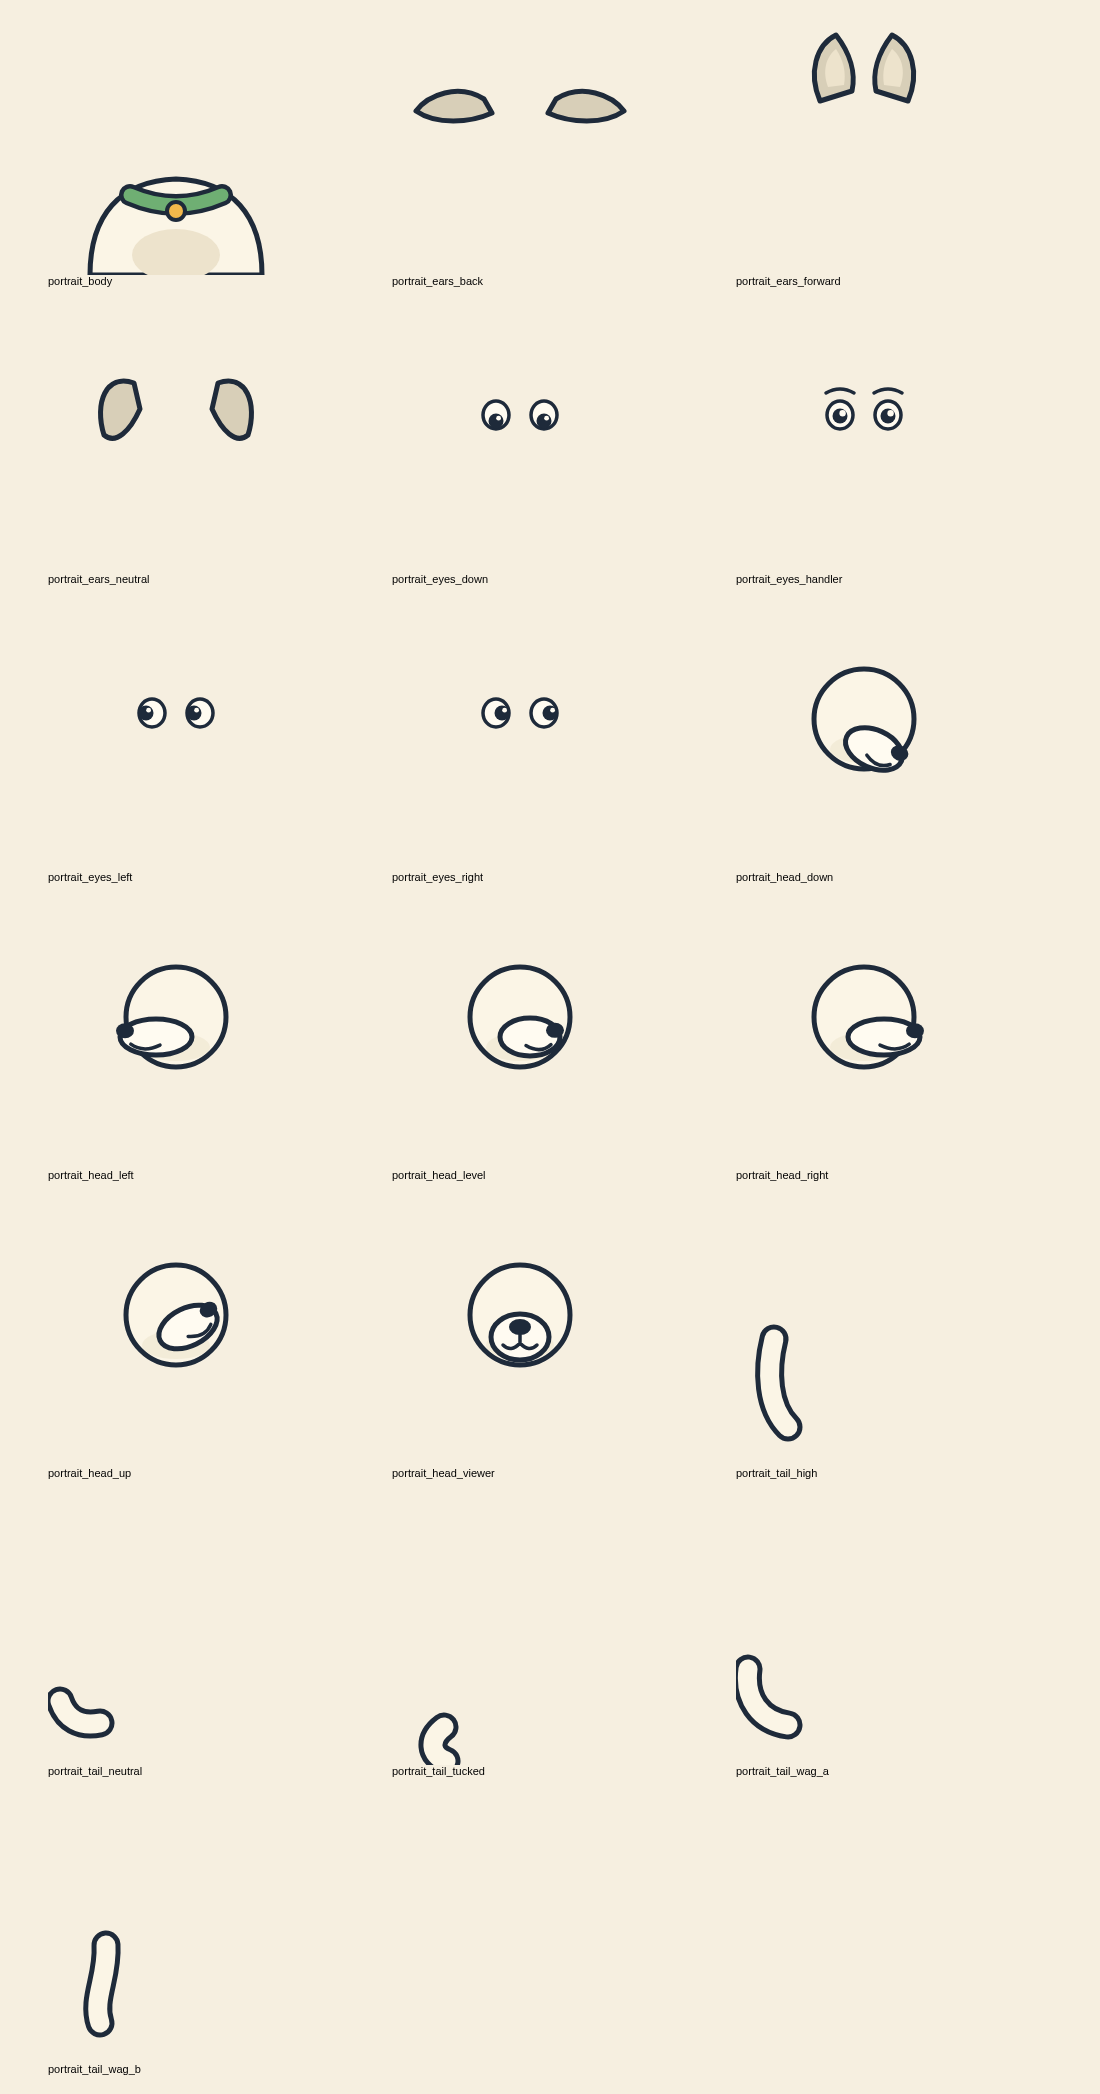 portrait_body
portrait_ears_back
portrait_ears_forward
portrait_ears_neutral
portrait_eyes_down
portrait_eyes_handler
portrait_eyes_left
portrait_eyes_right
portrait_head_down
portrait_head_left
portrait_head_level
portrait_head_right
portrait_head_up
portrait_head_viewer
portrait_tail_high
portrait_tail_neutral
portrait_tail_tucked
portrait_tail_wag_a
portrait_tail_wag_b